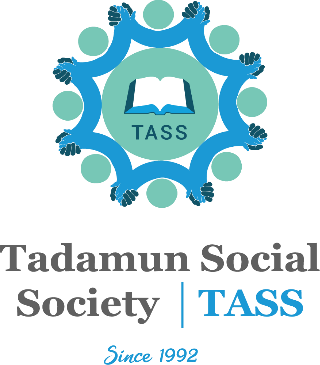 TASS
Tadamun Social
Society | TASS
Since 1992